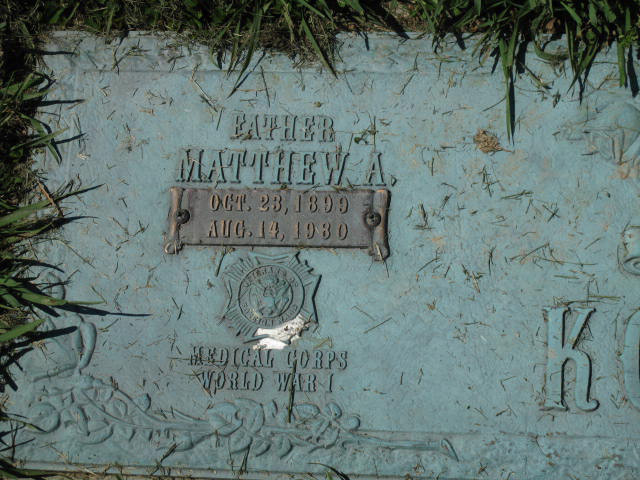 FATHER
MATTHEW A.
OCT. 23, 1899
AUG. 14, 1980
MEDICAL CORPS
WORLD WAR I
K